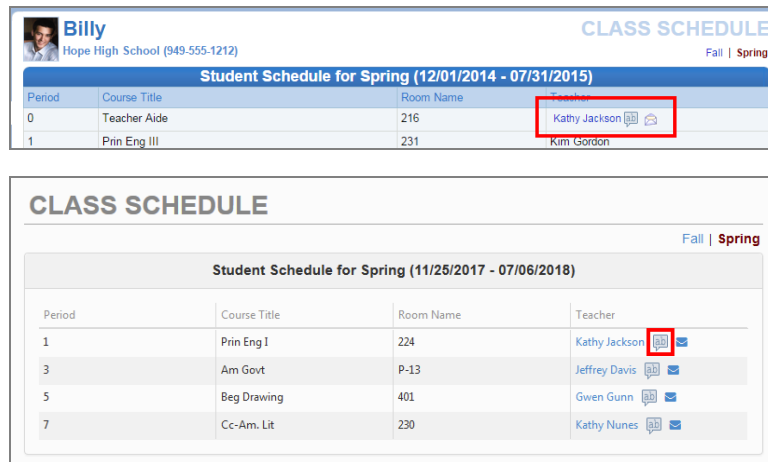 Billy CLASS SCHEDULE
Hope High School (949-555-1212) Fall | Spring
Student Schedule for Spring (12/01/2014 - 07/31/2015)
Period Course Title Room Name Teacher
0 Teacher Aide 216 Kathy Jackson ab
1 Prin Eng III 231 Kim Gordon
CLASS SCHEDULE
Fall | Spring
Student Schedule for Spring (11/25/2017 - 07/06/2018)
Period Course Title Room Name Teacher
1 Prin Eng I 224 Kathy Jackson ab
3 Am Govt P-13 Jeffrey Davis ab
5 Beg Drawing 401 Gwen Gunn ab
7 Cc-Am. Lit 230 Kathy Nunes ab